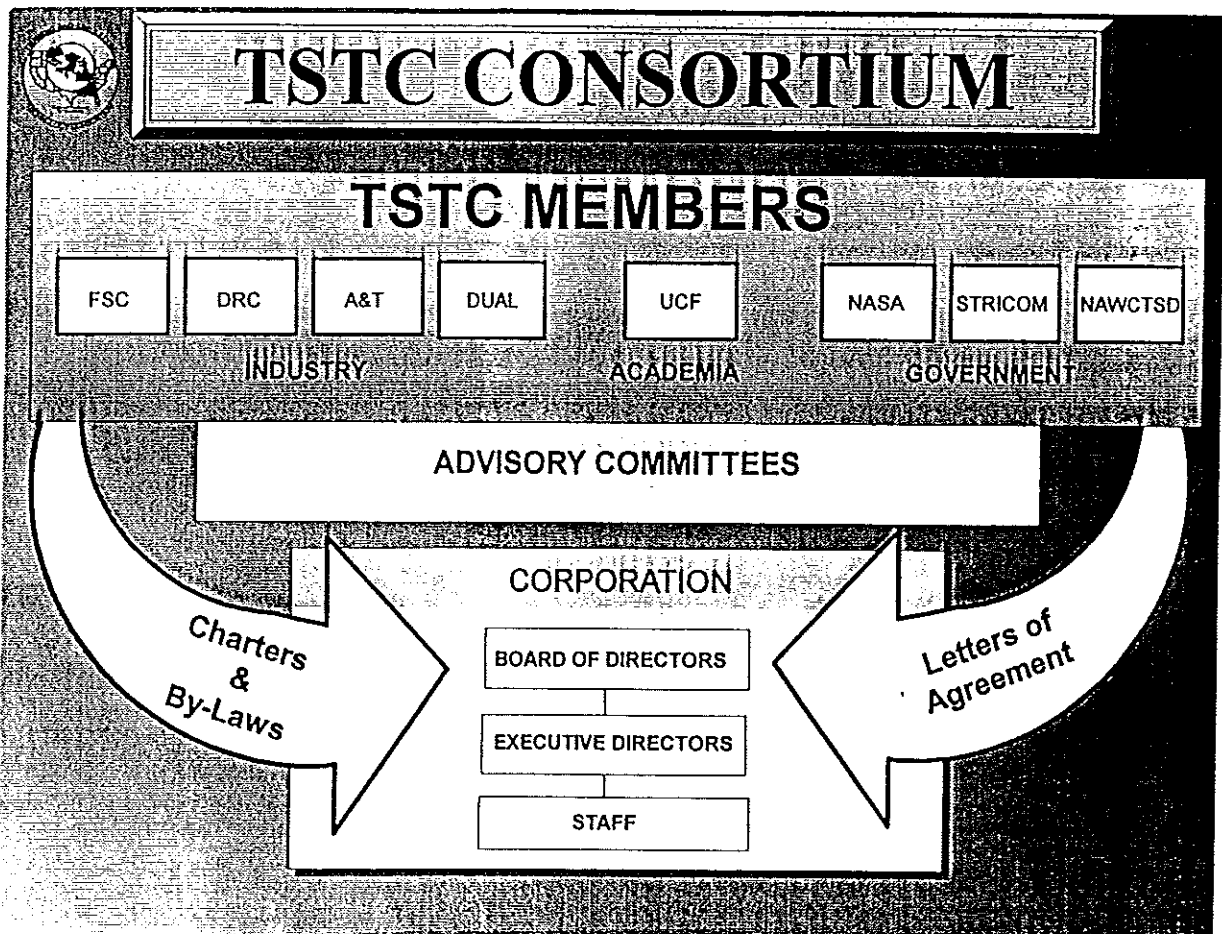 TSTC CONSORTIUM
TSTC MEMBERS
FSC DRC A&T DUAL UCF NASA STRICOM NAWCTSD
INDUSTRY ACADEMIA GOVERNMENT
ADVISORY COMMITTEES
CORPORATION
Charters
&
By-Laws
BOARD OF DIRECTORS
EXECUTIVE DIRECTORS
STAFF
Letters of
Agreement